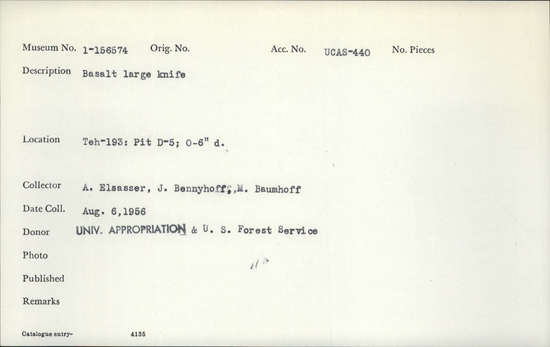 Museum No. 1-156574 Orig. No. Acc. No. UCAS-440 No. Pieces
Description Basalt large knife
Location Teh-193: Pit D-5; 0-6" d.
Collector A. Elsasser, J. Bennyhoff, M. Baumhoff
Date Coll. Aug. 6,1956
Donor UNIV. APPROPRIATION & U. S. Forest Service
Photo
Published
Remarks
Catalogue entry- 4135